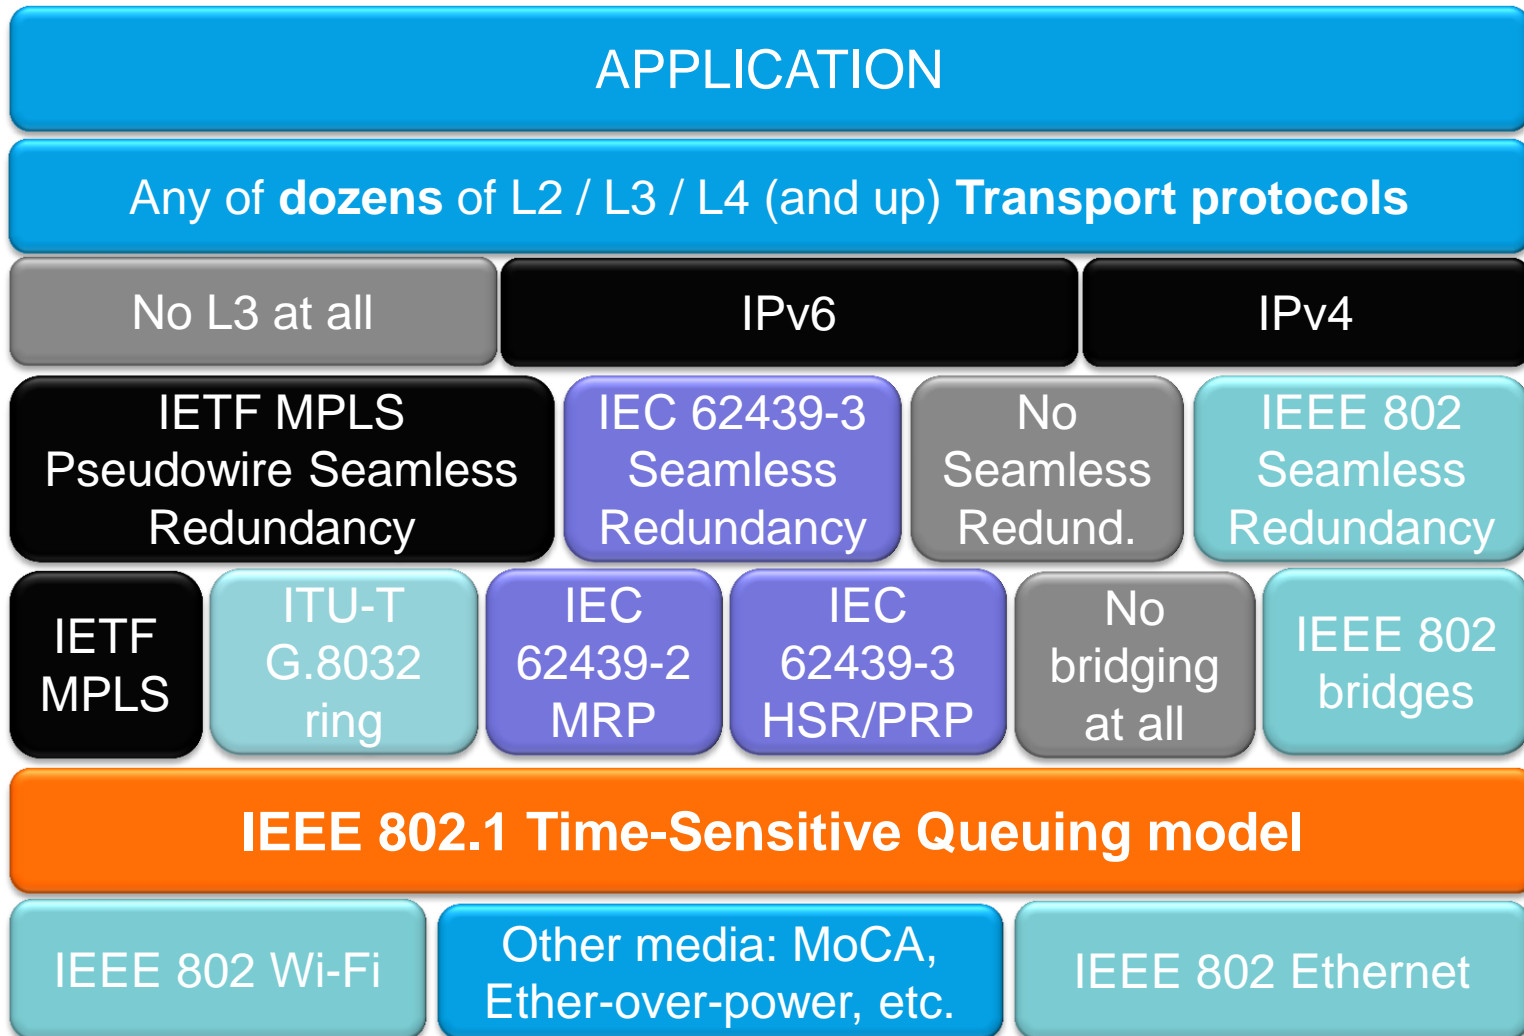 APPLICATION
Any of dozens of L2 / L3 / L4 (and up) Transport protocols
No L3 at all
IPv6
IPv4
IETF MPLS
Pseudowire Seamless
Redundancy
IEC 62439-3
Seamless
Redundancy
No
Seamless
Redund.
IEEE 802
Seamless
Redundancy
IETF
MPLS
ITU-T
G.8032
ring
IEC
62439-2
MRP
IEC
62439-3
HSR/PRP
No
bridging
at all
IEEE 802
bridges
IEEE 802.1 Time-Sensitive Queuing model
IEEE 802 Wi-Fi
Other media: MoCA,
Ether-over-power, etc.
IEEE 802 Ethernet